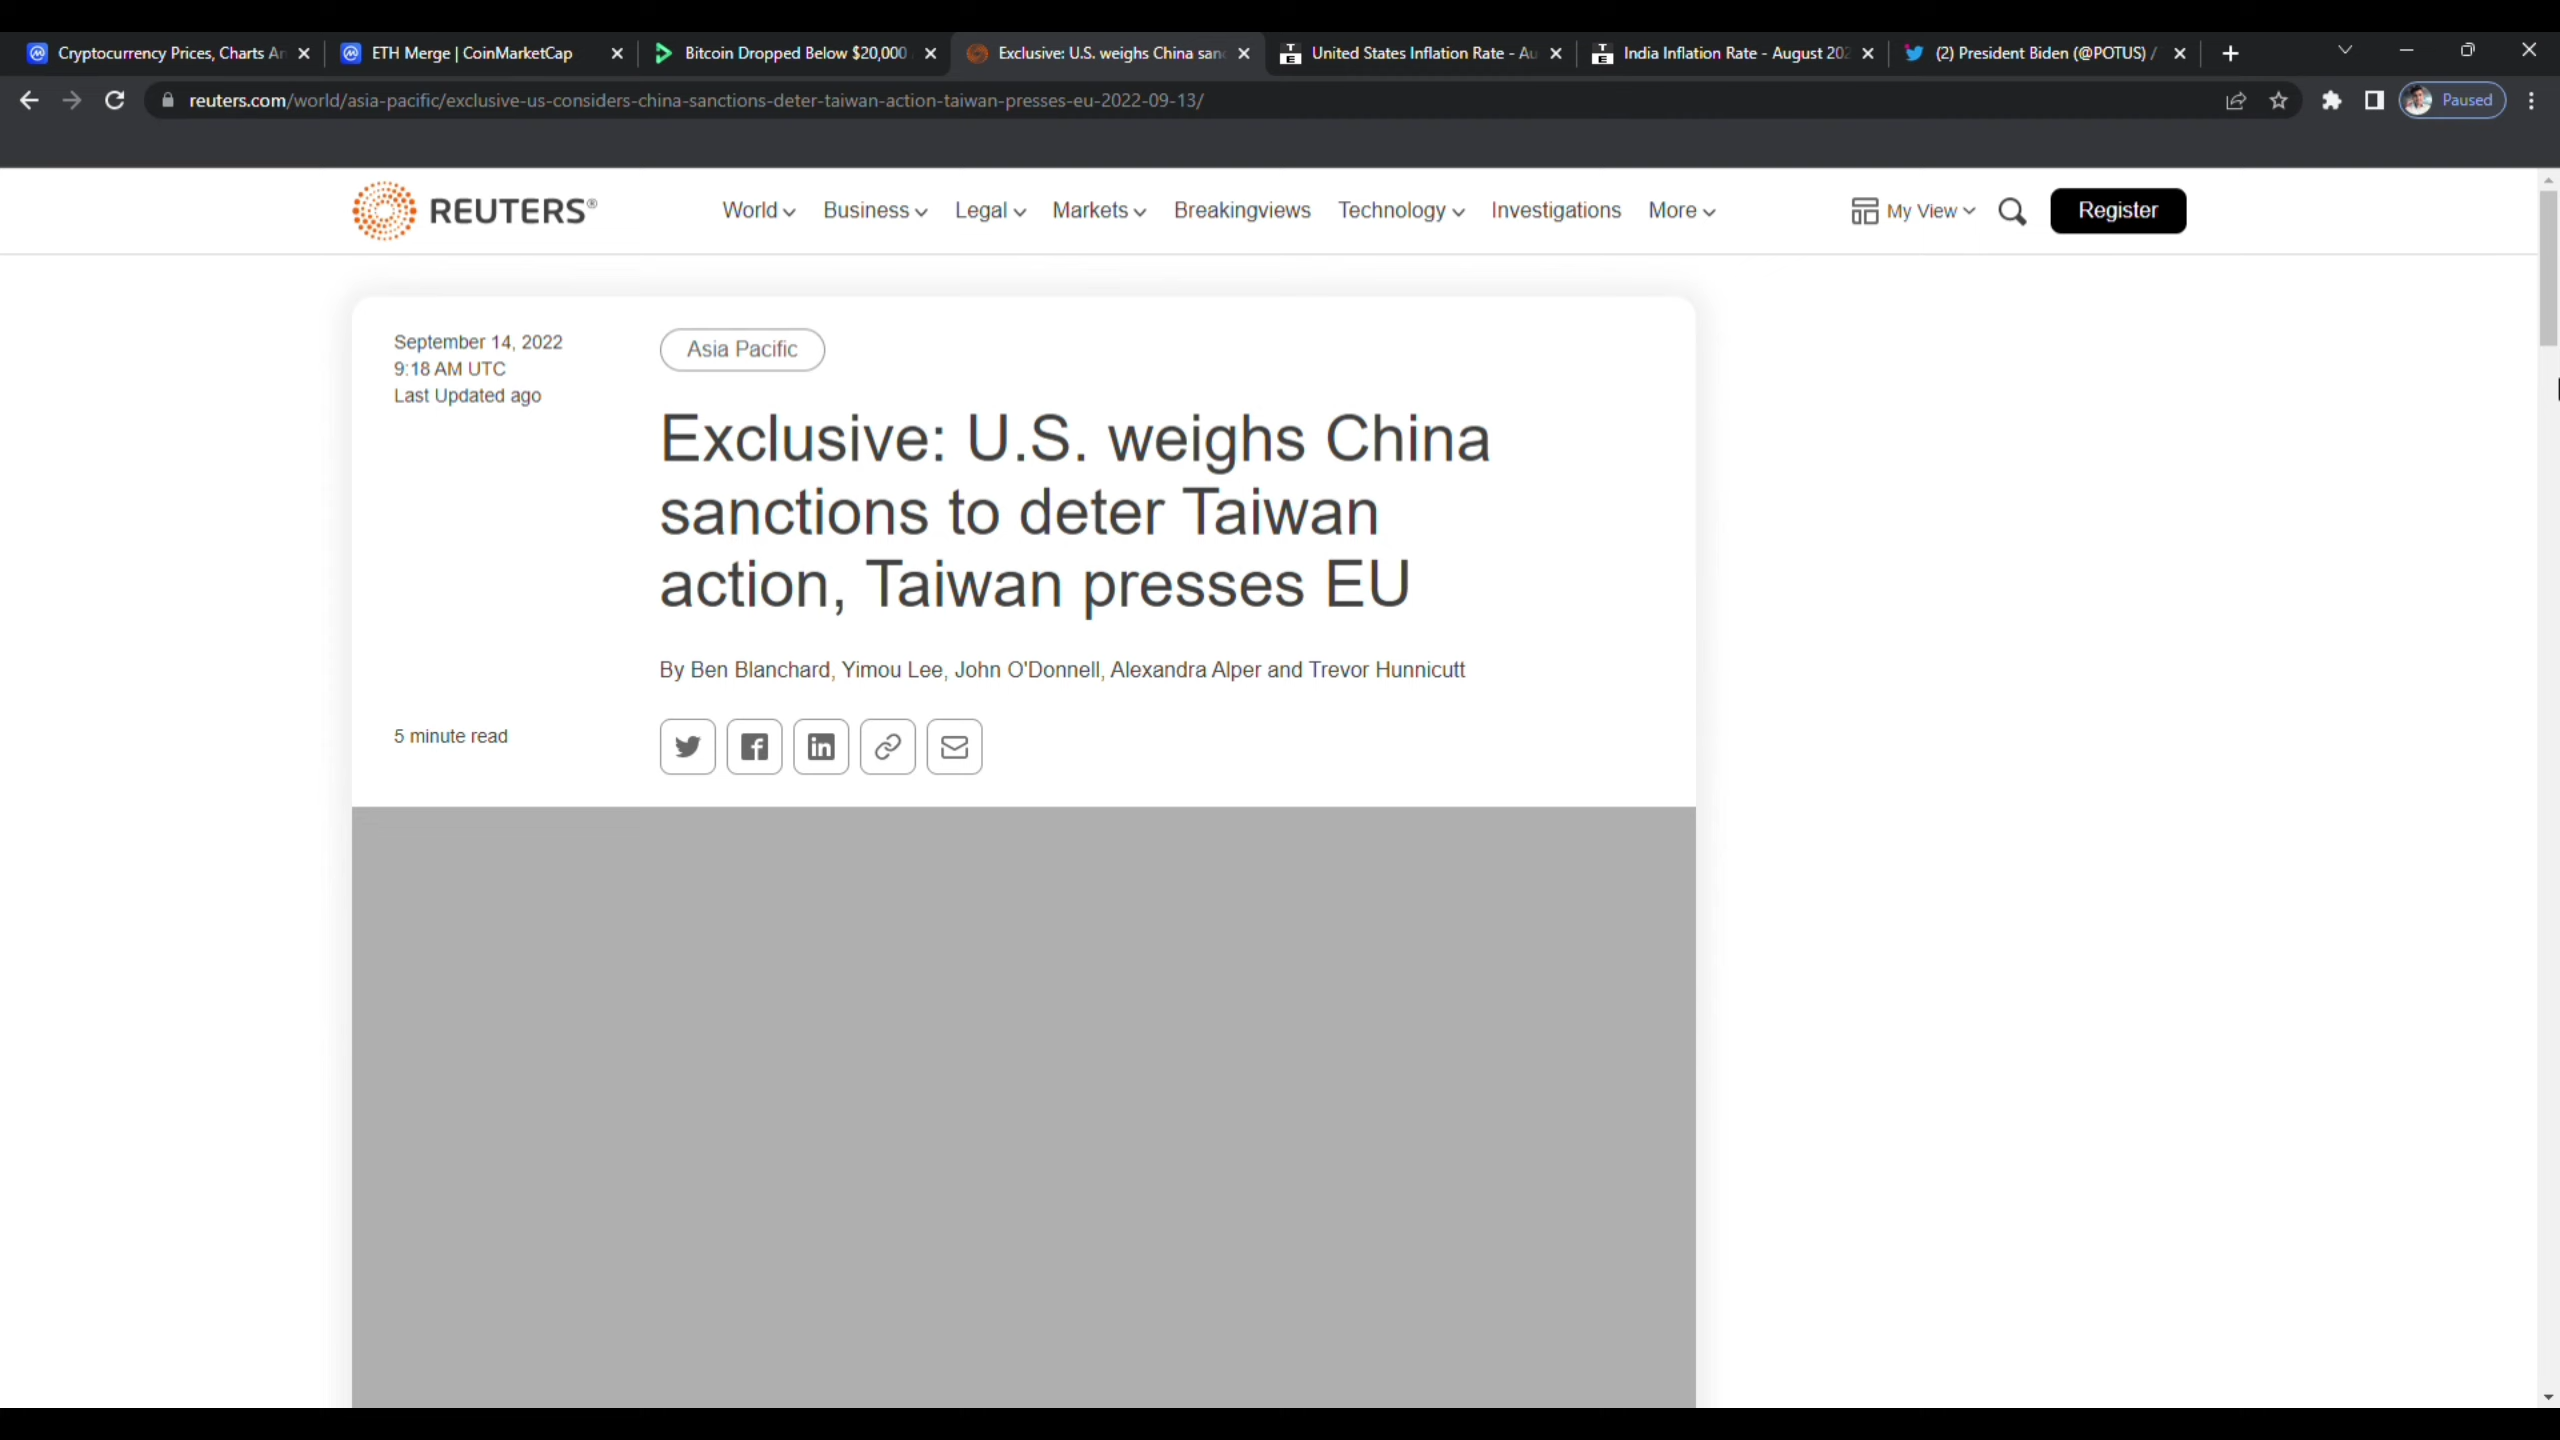 Cryptocurrency Prices, Charts An
ETH Merge | CoinMarketCap
Bitcoin Dropped Below $20,000
Exclusive: U.S. weighs China sanc
United States Inflation Rate - Au
India Inflation Rate - August 202
(2) President Biden (@POTUS) /
reuters.com/world/asia-pacific/exclusive-us-considers-china-sanctions-deter-taiwan-action-taiwan-presses-eu-2022-09-13/
Paused
REUTERS®
World
Business
Legal
Markets
Breakingviews
Technology
Investigations
More
My View
Register
September 14, 2022
9:18 AM UTC
Last Updated ago
Asia Pacific
Exclusive: U.S. weighs China
sanctions to deter Taiwan
action, Taiwan presses EU
By Ben Blanchard, Yimou Lee, John O'Donnell, Alexandra Alper and Trevor Hunnicutt
5 minute read